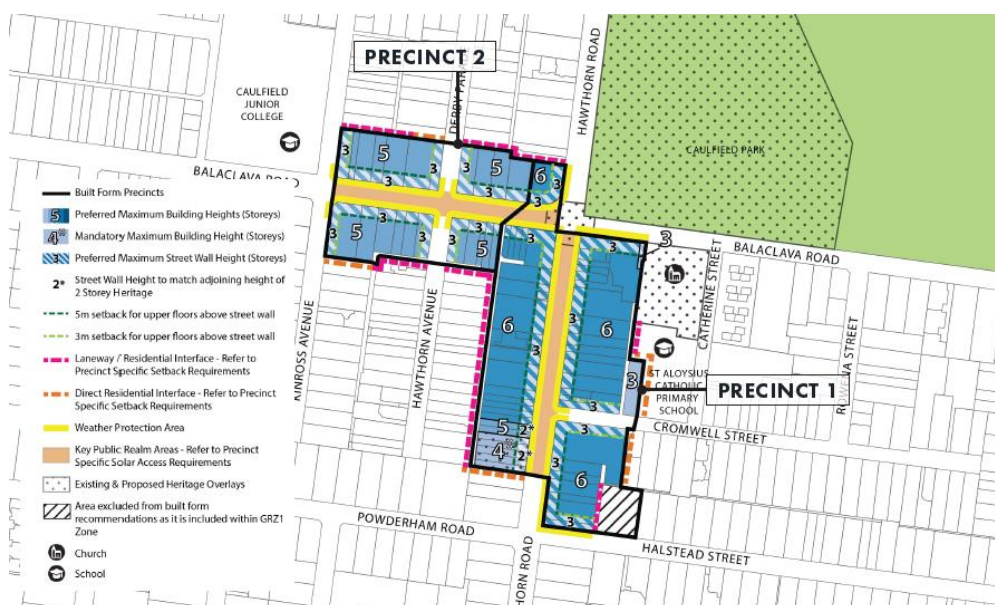 PRECINCT 2
HAWTHORN ROAD
DERBY PARADE
CAULFIELD
JUNIOR
COLLEGE
CAULFIELD PARK
BALACLAVA ROAD
3
5
3
3
5
3
6
3
3
5
3
3
3
5
3
3
3
BALACLAVA ROAD
Built Form Precincts
5 Preferred Maximum Building Heights (Storeys)
4 Mandatory Maximum Building Height (Storeys)
3 Preferred Maximum Street Wall Height (Storeys)
2* Street Wall Height to match adjoining height of
2 Storey Heritage
5m setback for upper floors above street wall
3m setback for upper floors above street wall
Laneway / Residential Interface - Refer to
Precinct Specific Setback Requirements
Direct Residential Interface - Refer to Precinct
Specific Setback Requirements
Weather Protection Area
Key Public Realm Areas - Refer to Precinct
Specific Solar Access Requirements
Existing & Proposed Heritage Overlays
Area excluded from built form
recommendations as it is included within GRZ1
Zone
Church
School
KINROSS AVENUE
HAWTHORN AVENUE
CATHERINE STREET
ROWENA STREET
6
3
3
6
3
ST ALOYSIUS
CATHOLIC
PRIMARY
SCHOOL
PRECINCT 1
3
CROMWELL STREET
5
2*
4
2*
3
3
6
3
POWDERHAM ROAD
HALSTEAD STREET
THORN ROAD